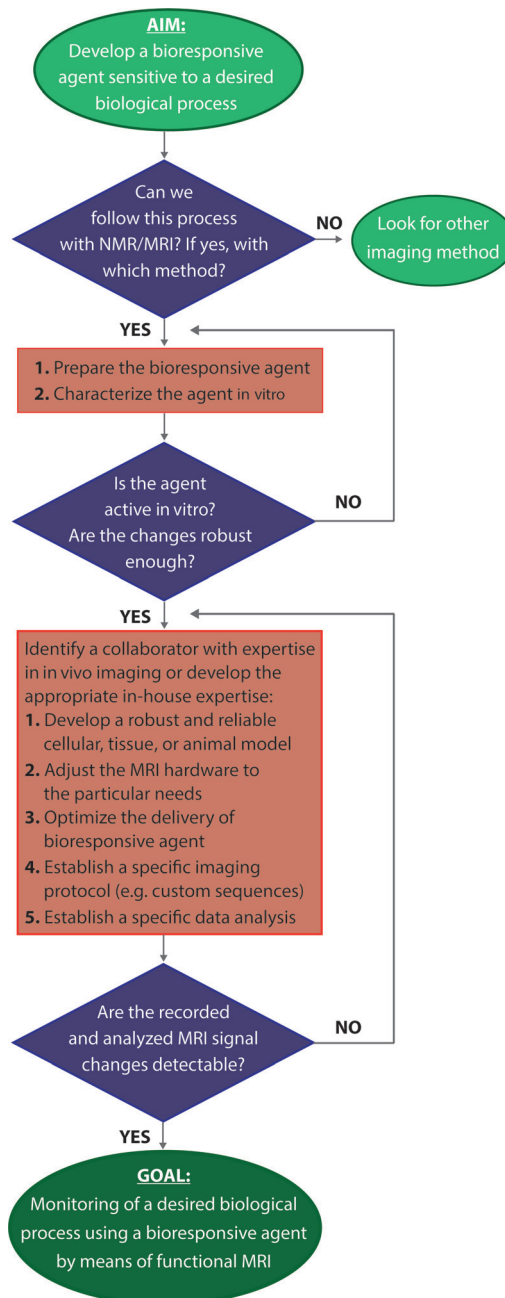 AIM:
Develop a bioresponsive
agent sensitive to a desired
biological process
Can we
follow this process
with NMR/MRI? If yes, with
which method?
NO
Look for other
imaging method
YES
1. Prepare the bioresponsive agent
2. Characterize the agent in vitro
Is the agent
active in vitro?
Are the changes robust
enough?
NO
YES
Identify a collaborator with expertise
in in vivo imaging or develop the
appropriate in-house expertise:
1. Develop a robust and reliable
cellular, tissue, or animal model
2. Adjust the MRI hardware to
the particular needs
3. Optimize the delivery of
bioresponsive agent
4. Establish a specific imaging
protocol (e.g. custom sequences)
5. Establish a specific data analysis
Are the recorded
and analyzed MRI signal
changes detectable?
NO
YES
GOAL:
Monitoring of a desired biological
process using a bioresponsive agent
by means of functional MRI